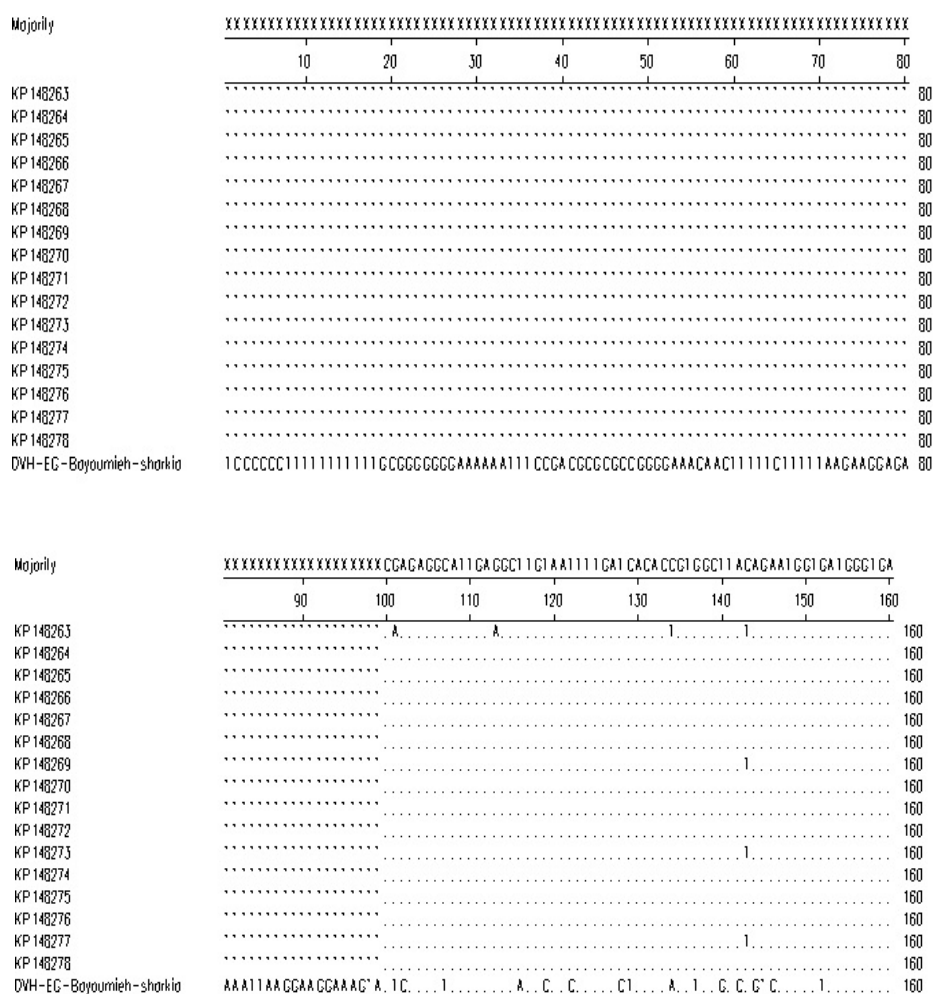 Majority XXXXXXXXXXXXXXXXXXXXXXXXXXXXXXXXXXXXXXXXXXXXXXXXXXXXXXXXXXXXXXXXXXXXXXXXXXXXXXXX
10 20 30 40 50 60 70 80
KP148263 80
KP148264 80
KP148265 80
KP148266 80
KP148267 80
KP148268 80
KP148269 80
KP148270 80
KP148271 80
KP148272 80
KP148273 80
KP148274 80
KP148275 80
KP148276 80
KP148277 80
KP148278 80
DVH-EG-Bayoumieh-sharkia 80
Majority XXXXXXXXXXXXXXXXXXXCGAGAGGCATTGAGGCTTGTAATTTTGATCACACCGTGGCTTACAGAATGGTGATGGGTGA
90 100 110 120 130 140 150 160
KP148263 A A T T 160
KP148264 160
KP148265 160
KP148266 160
KP148267 160
KP148268 160
KP148269 T 160
KP148270 160
KP148271 160
KP148272 160
KP148273 T 160
KP148274 160
KP148275 160
KP148276 160
KP148277 T 160
KP148278 160
DVH-EG-Bayoumieh-sharkia 160